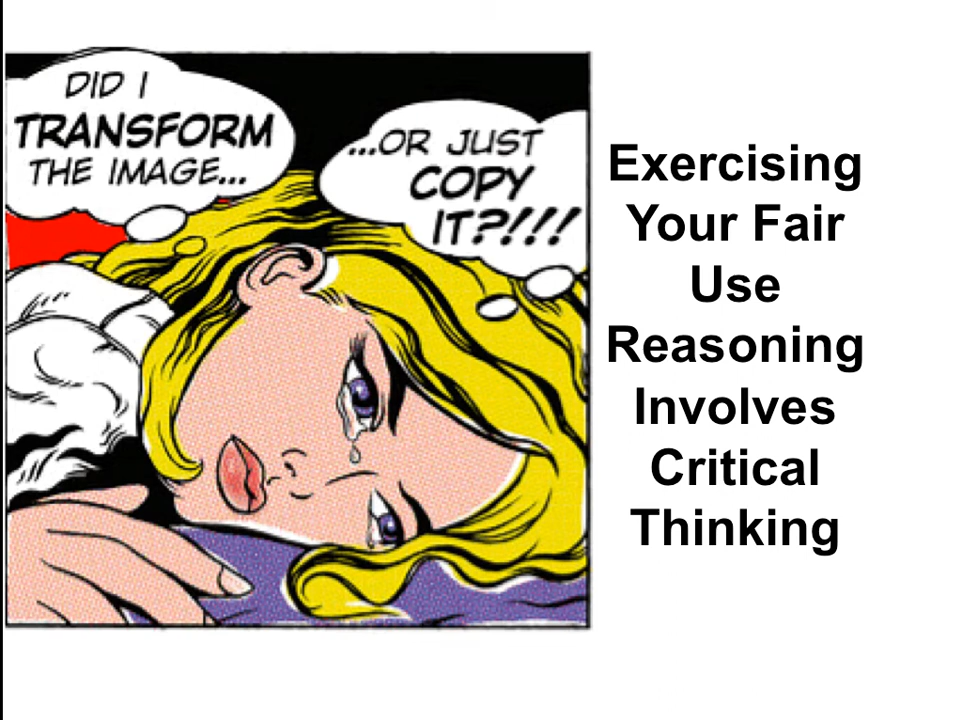 DID I
TRANSFORM
THE IMAGE...
...OR JUST
COPY
IT?!!!
Exercising
Your Fair
Use
Reasoning
Involves
Critical
Thinking